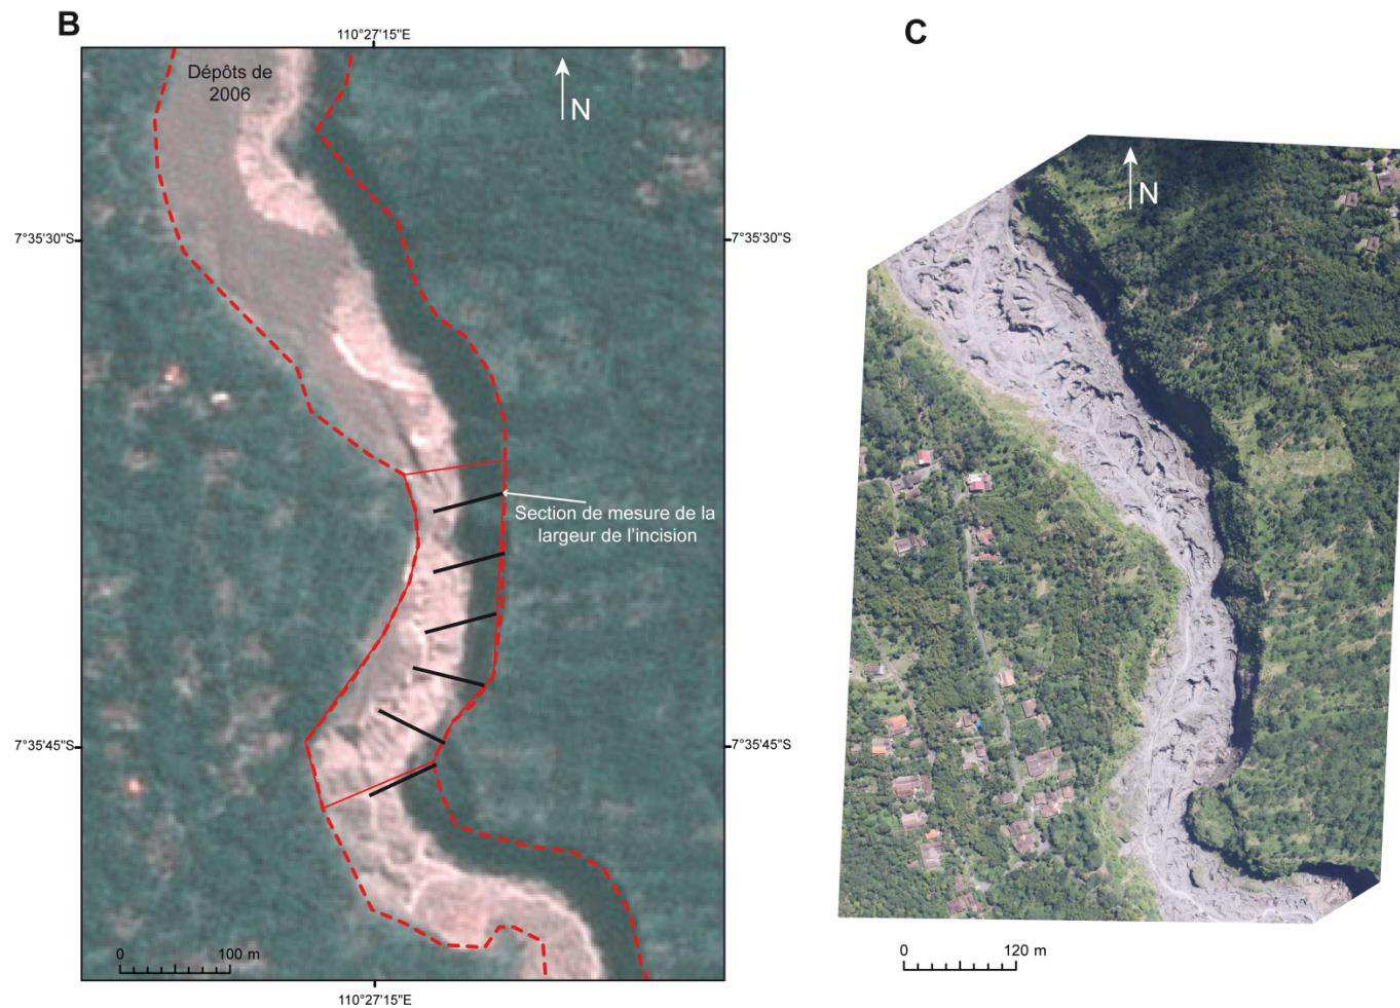 B
110°27'15"E
Dépôts de
2006
N
7°35'30"S
7°35'30"S
Section de mesure de la
largeur de l'incision
7°35'45"S
7°35'45"S
0 100 m
110°27'15"E
C
N
0 120 m